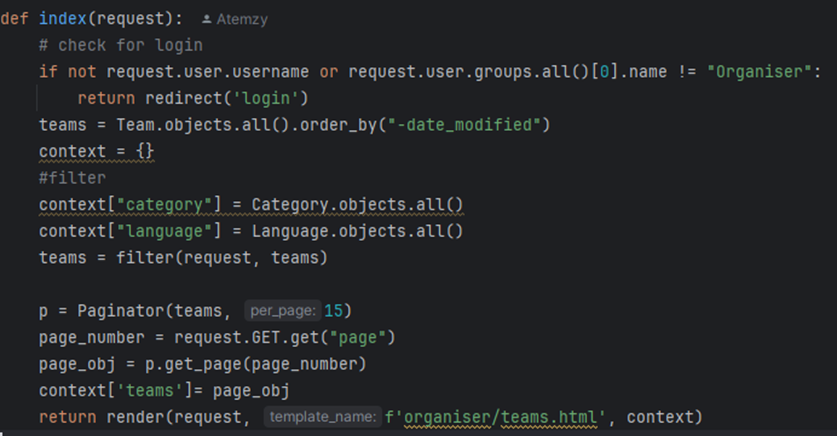 def index(request): Atemzy
    # check for login
    if not request.user.username or request.user.groups.all()[0].name != "Organiser":
        return redirect('login')
    teams = Team.objects.all().order_by("-date_modified")
    context = {}
    #filter
    context["category"] = Category.objects.all()
    context["language"] = Language.objects.all()
    teams = filter(request, teams)

    p = Paginator(teams, per_page: 15)
    page_number = request.GET.get("page")
    page_obj = p.get_page(page_number)
    context['teams']= page_obj
    return render(request, template_name: f'organiser/teams.html', context)